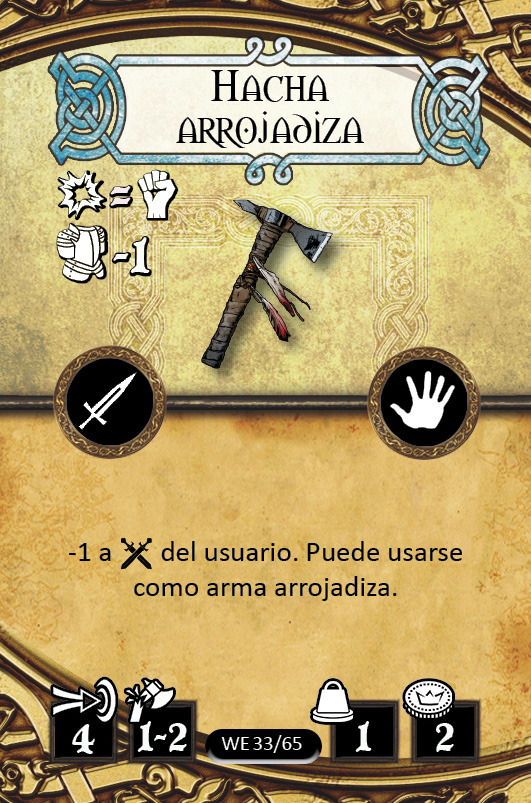 Hacha
arrojadiza
=
-1
-1 a del usuario. Puede usarse
como arma arrojadiza.
4
1-2
WE 33/65
1
2